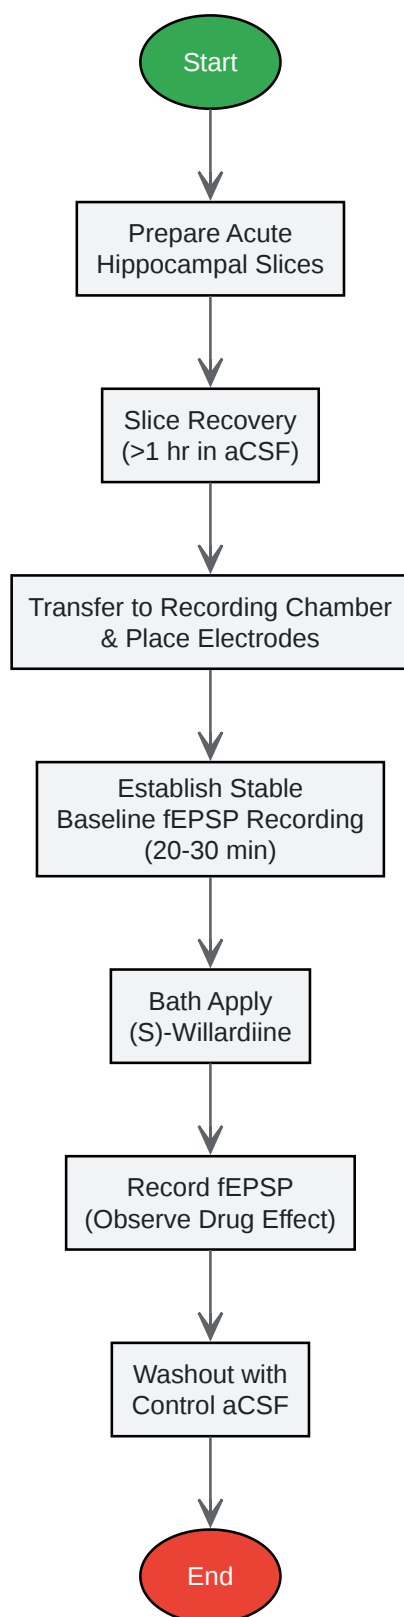 Start
Prepare Acute
Hippocampal Slices
Slice Recovery
(>1 hr in aCSF)
Transfer to Recording Chamber
& Place Electrodes
Establish Stable
Baseline fEPSP Recording
(20-30 min)
Bath Apply
(S)-Willardiine
Record fEPSP
(Observe Drug Effect)
Washout with
Control aCSF
End